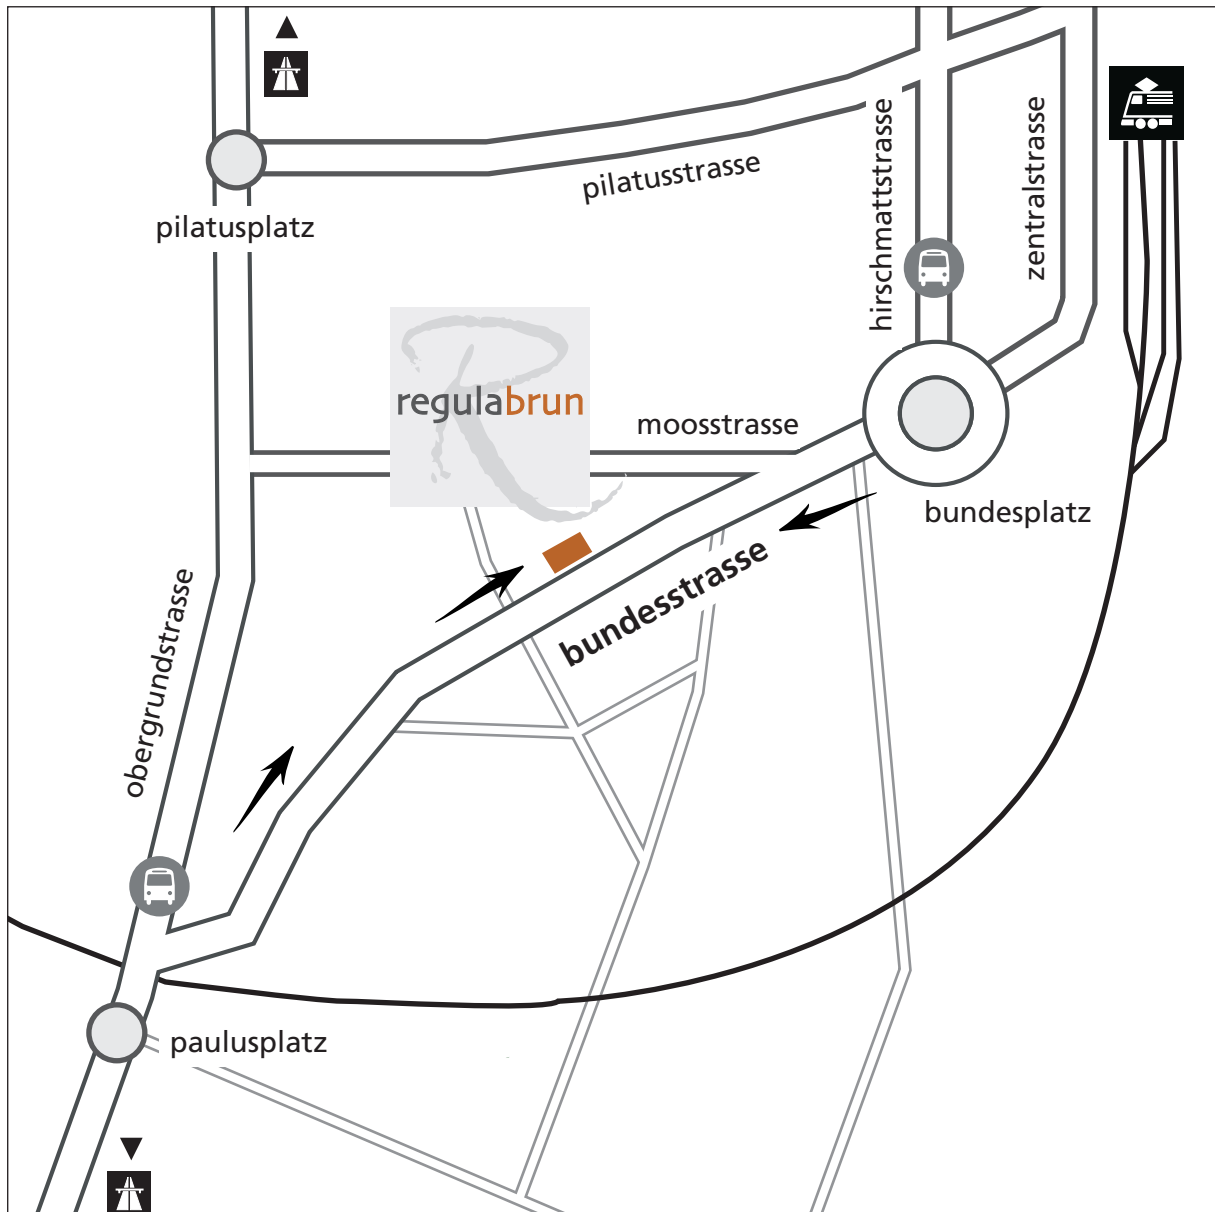 pilatusplatz
pilatusstrasse
hirschmattstrasse
zentralstrasse
regulabrun
moosstrasse
bundesplatz
bundesstrasse
obergrundstrasse
paulusplatz